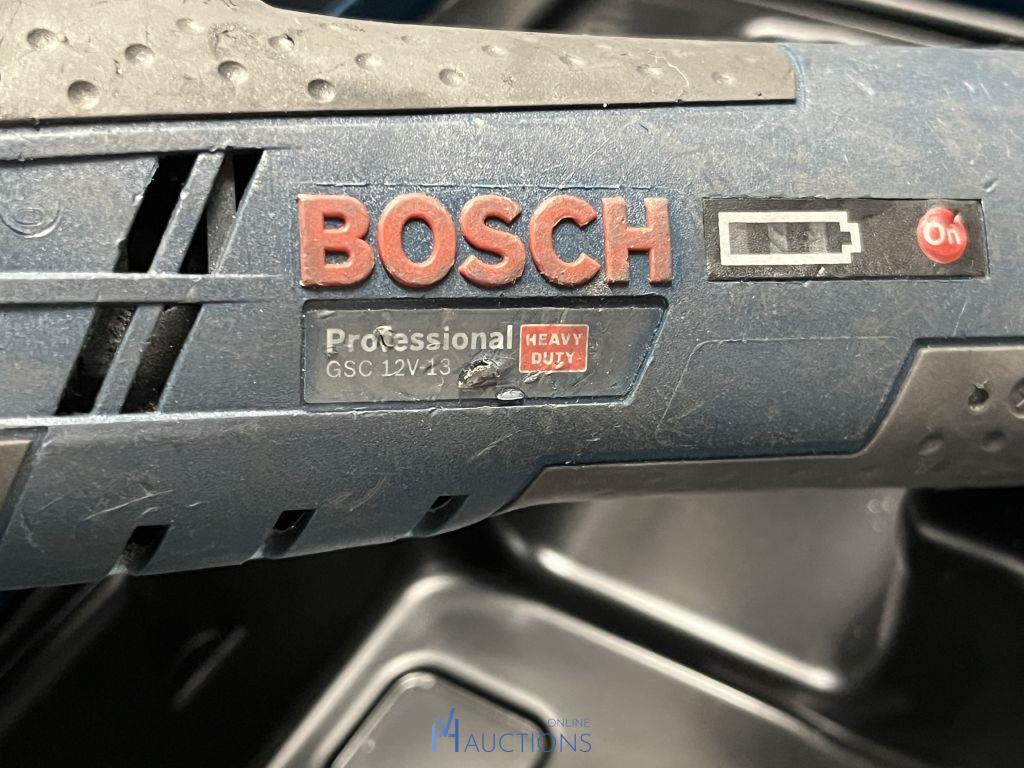 BOSCH
On
Professional HEAVY DUTY
GSC 12V-13
ONLINE
AUCTIONS